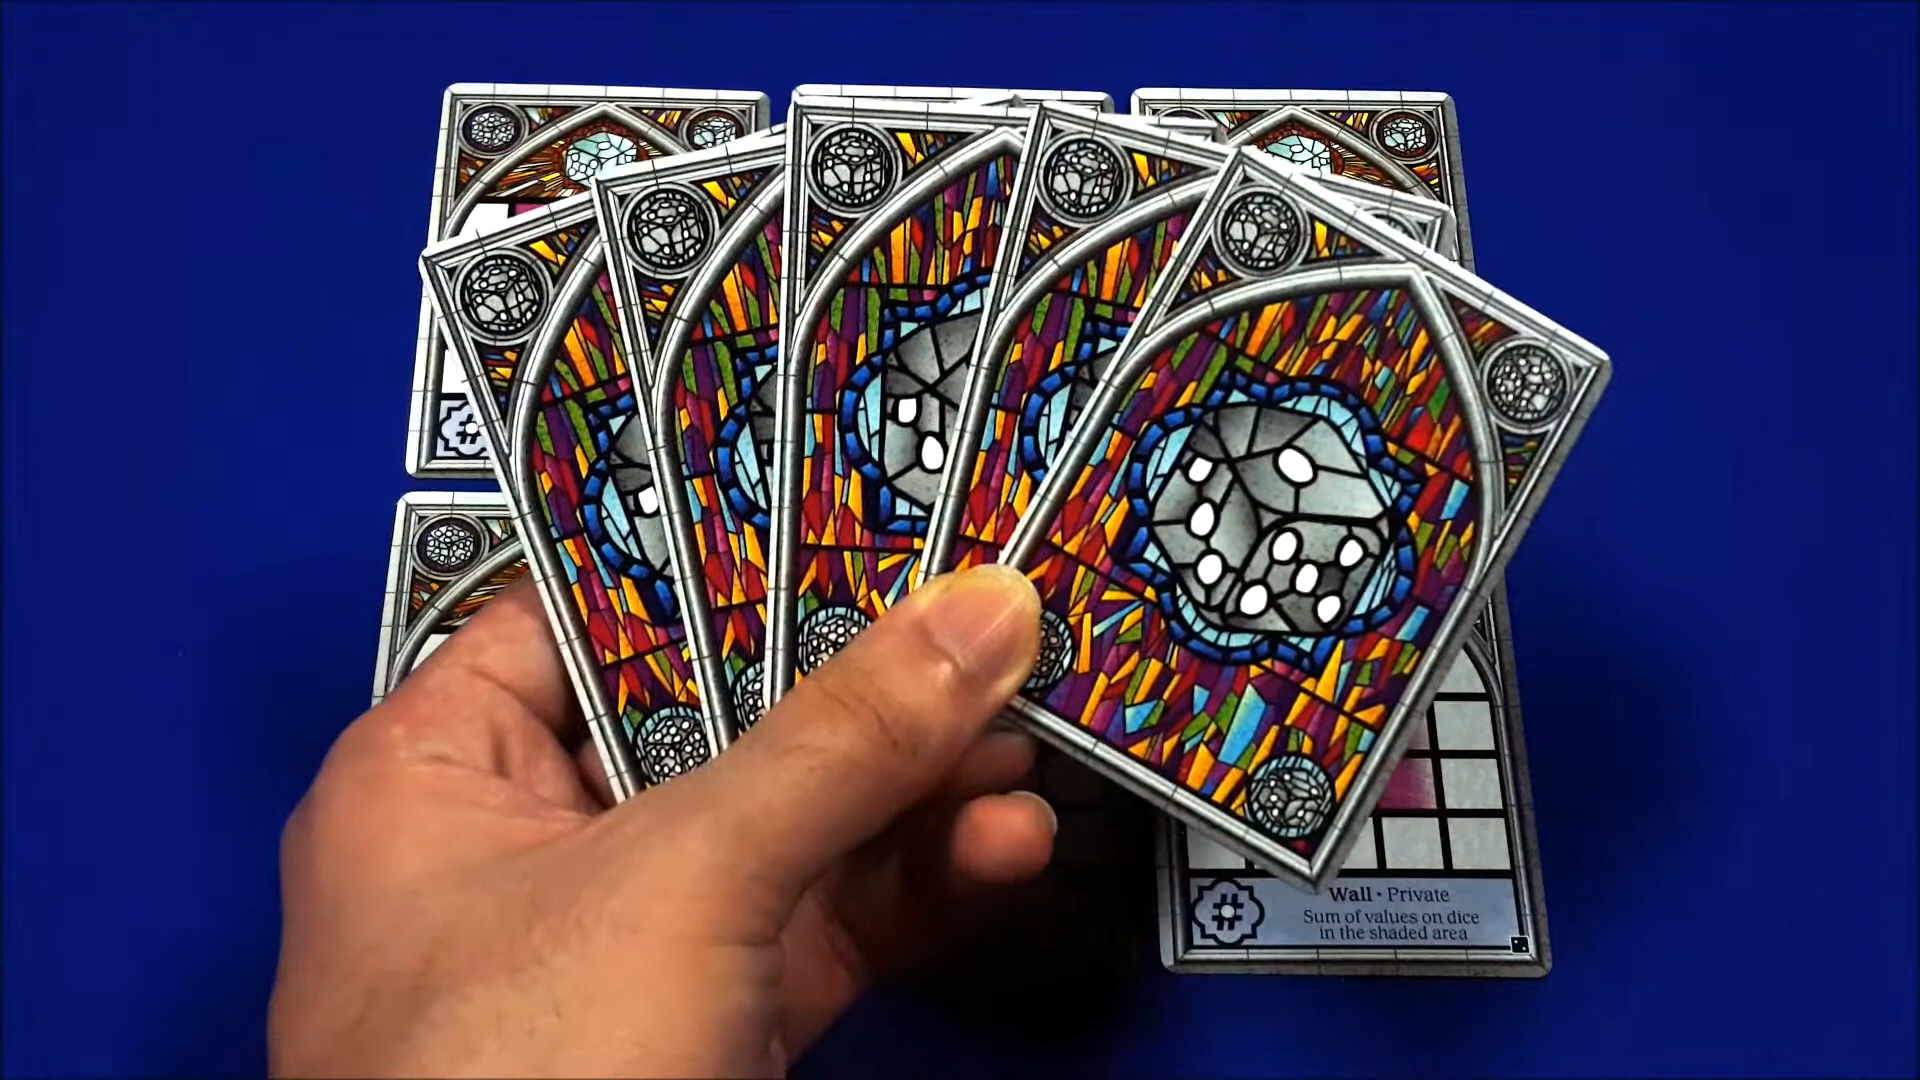 #
#
Wall • Private
Sum of values on dice
in the shaded area